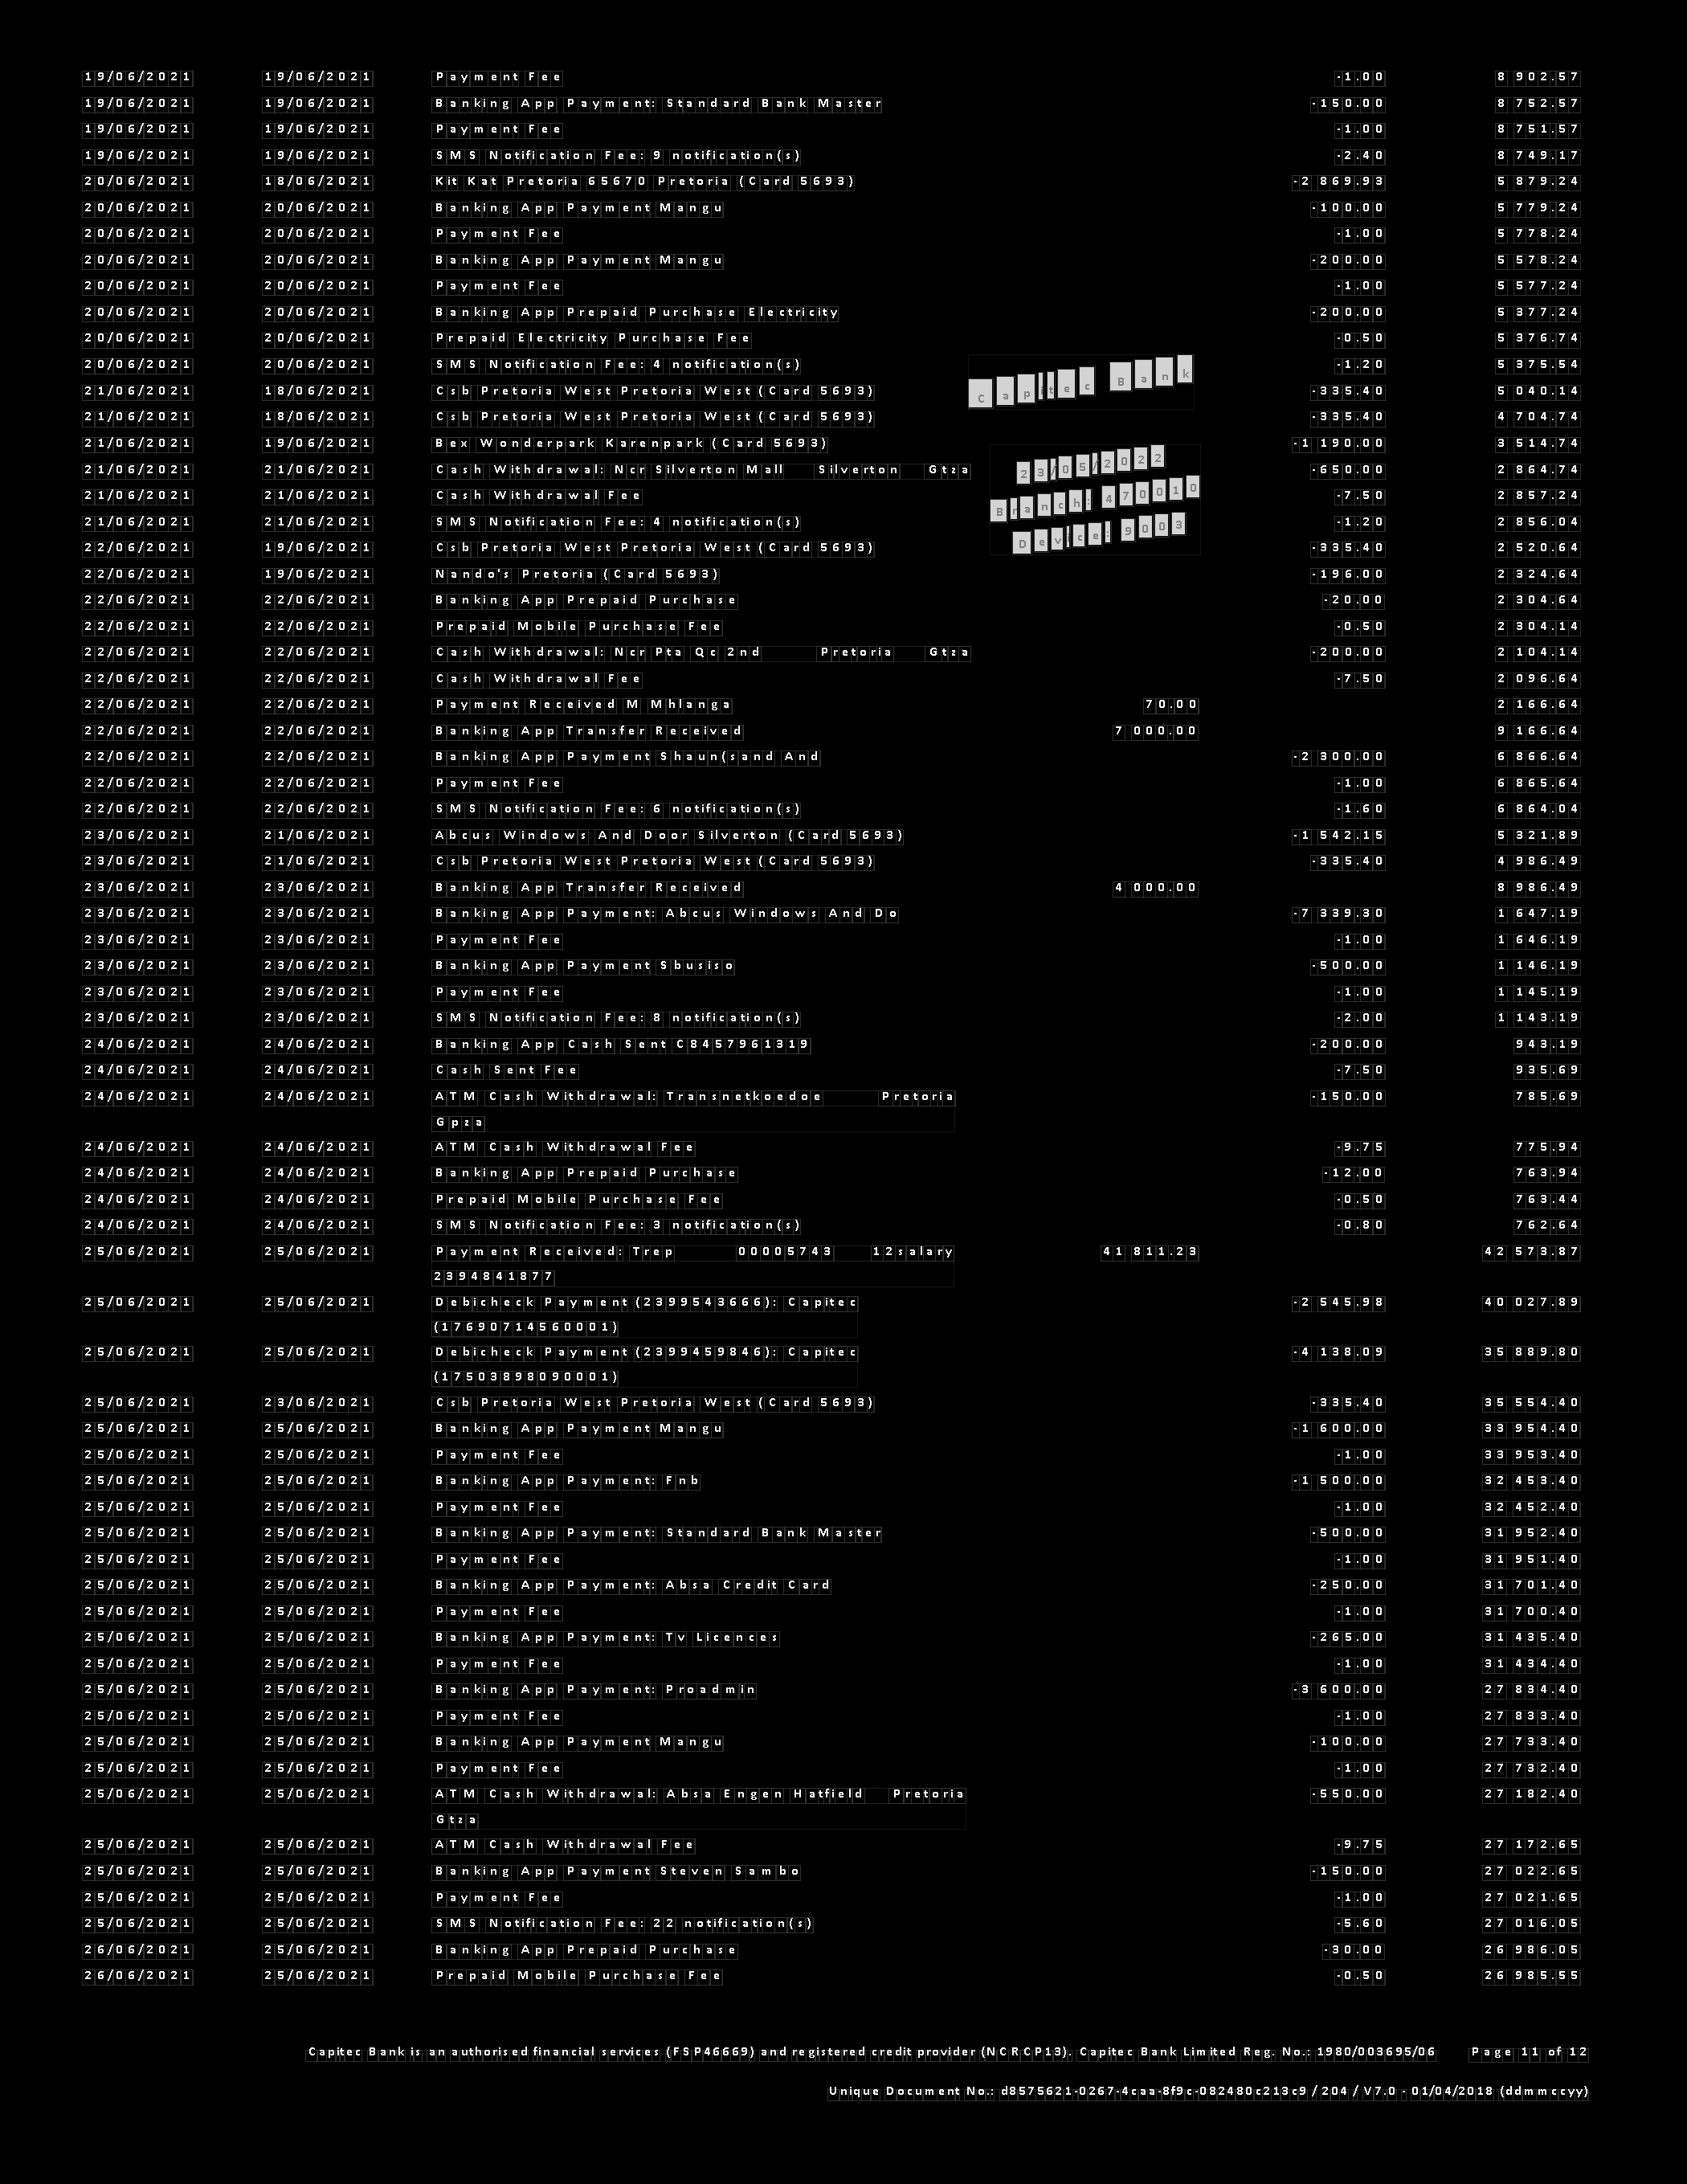 19/06/2021 19/06/2021 Payment Fee -1.00 8 902.57
19/06/2021 19/06/2021 Banking App Payment: Standard Bank Master -150.00 8 752.57
19/06/2021 19/06/2021 Payment Fee -1.00 8 751.57
19/06/2021 19/06/2021 SMS Notification Fee: 9 notification(s) -2.40 8 749.17
20/06/2021 18/06/2021 Kit Kat Pretoria 65670 Pretoria (Card 5693) -2 869.93 5 879.24
20/06/2021 20/06/2021 Banking App Payment Mangu -100.00 5 779.24
20/06/2021 20/06/2021 Payment Fee -1.00 5 778.24
20/06/2021 20/06/2021 Banking App Payment Mangu -200.00 5 578.24
20/06/2021 20/06/2021 Payment Fee -1.00 5 577.24
20/06/2021 20/06/2021 Banking App Prepaid Purchase Electricity -200.00 5 377.24
20/06/2021 20/06/2021 Prepaid Electricity Purchase Fee -0.50 5 376.74
20/06/2021 20/06/2021 SMS Notification Fee: 4 notification(s) -1.20 5 375.54
Capitec Bank
21/06/2021 18/06/2021 Csb Pretoria West Pretoria West (Card 5693) -335.40 5 040.14
21/06/2021 18/06/2021 Csb Pretoria West Pretoria West (Card 5693) -335.40 4 704.74
21/06/2021 19/06/2021 Bex Wonderpark Karenpark (Card 5693) -1 190.00 3 514.74
21/06/2021 21/06/2021 Cash Withdrawal: Ncr Silverton Mall Silverton Gtza -650.00 2 864.74
23/05/2022
21/06/2021 21/06/2021 Cash Withdrawal Fee -7.50 2 857.24
Branch: 470010
21/06/2021 21/06/2021 SMS Notification Fee: 4 notification(s) -1.20 2 856.04
Device: 9003
22/06/2021 19/06/2021 Csb Pretoria West Pretoria West (Card 5693) -335.40 2 520.64
22/06/2021 19/06/2021 Nando's Pretoria (Card 5693) -196.00 2 324.64
22/06/2021 22/06/2021 Banking App Prepaid Purchase -20.00 2 304.64
22/06/2021 22/06/2021 Prepaid Mobile Purchase Fee -0.50 2 304.14
22/06/2021 22/06/2021 Cash Withdrawal: Ncr Pta Qc 2nd Pretoria Gtza -200.00 2 104.14
22/06/2021 22/06/2021 Cash Withdrawal Fee -7.50 2 096.64
22/06/2021 22/06/2021 Payment Received M Mhlanga 70.00 2 166.64
22/06/2021 22/06/2021 Banking App Transfer Received 7 000.00 9 166.64
22/06/2021 22/06/2021 Banking App Payment Shaun(sand And -2 300.00 6 866.64
22/06/2021 22/06/2021 Payment Fee -1.00 6 865.64
22/06/2021 22/06/2021 SMS Notification Fee: 6 notification(s) -1.60 6 864.04
23/06/2021 21/06/2021 Abcus Windows And Door Silverton (Card 5693) -1 542.15 5 321.89
23/06/2021 21/06/2021 Csb Pretoria West Pretoria West (Card 5693) -335.40 4 986.49
23/06/2021 23/06/2021 Banking App Transfer Received 4 000.00 8 986.49
23/06/2021 23/06/2021 Banking App Payment: Abcus Windows And Do -7 339.30 1 647.19
23/06/2021 23/06/2021 Payment Fee -1.00 1 646.19
23/06/2021 23/06/2021 Banking App Payment Sbusiso -500.00 1 146.19
23/06/2021 23/06/2021 Payment Fee -1.00 1 145.19
23/06/2021 23/06/2021 SMS Notification Fee: 8 notification(s) -2.00 1 143.19
24/06/2021 24/06/2021 Banking App Cash Sent C8457961319 -200.00 943.19
24/06/2021 24/06/2021 Cash Sent Fee -7.50 935.69
24/06/2021 24/06/2021 ATM Cash Withdrawal: Transnetkoedoe Pretoria -150.00 785.69
Gpza
24/06/2021 24/06/2021 ATM Cash Withdrawal Fee -9.75 775.94
24/06/2021 24/06/2021 Banking App Prepaid Purchase -12.00 763.94
24/06/2021 24/06/2021 Prepaid Mobile Purchase Fee -0.50 763.44
24/06/2021 24/06/2021 SMS Notification Fee: 3 notification(s) -0.80 762.64
25/06/2021 25/06/2021 Payment Received: Trep 00005743 12salary 41 811.23 42 573.87
2394841877
25/06/2021 25/06/2021 Debicheck Payment (2399543666): Capitec -2 545.98 40 027.89
(17690714560001)
25/06/2021 25/06/2021 Debicheck Payment (2399459846): Capitec -4 138.09 35 889.80
(17503898090001)
25/06/2021 23/06/2021 Csb Pretoria West Pretoria West (Card 5693) -335.40 35 554.40
25/06/2021 25/06/2021 Banking App Payment Mangu -1 600.00 33 954.40
25/06/2021 25/06/2021 Payment Fee -1.00 33 953.40
25/06/2021 25/06/2021 Banking App Payment: Fnb -1 500.00 32 453.40
25/06/2021 25/06/2021 Payment Fee -1.00 32 452.40
25/06/2021 25/06/2021 Banking App Payment: Standard Bank Master -500.00 31 952.40
25/06/2021 25/06/2021 Payment Fee -1.00 31 951.40
25/06/2021 25/06/2021 Banking App Payment: Absa Credit Card -250.00 31 701.40
25/06/2021 25/06/2021 Payment Fee -1.00 31 700.40
25/06/2021 25/06/2021 Banking App Payment: Tv Licences -265.00 31 435.40
25/06/2021 25/06/2021 Payment Fee -1.00 31 434.40
25/06/2021 25/06/2021 Banking App Payment: Proadmin -3 600.00 27 834.40
25/06/2021 25/06/2021 Payment Fee -1.00 27 833.40
25/06/2021 25/06/2021 Banking App Payment Mangu -100.00 27 733.40
25/06/2021 25/06/2021 Payment Fee -1.00 27 732.40
25/06/2021 25/06/2021 ATM Cash Withdrawal: Absa Engen Hatfield Pretoria -550.00 27 182.40
Gtza
25/06/2021 25/06/2021 ATM Cash Withdrawal Fee -9.75 27 172.65
25/06/2021 25/06/2021 Banking App Payment Steven Sambo -150.00 27 022.65
25/06/2021 25/06/2021 Payment Fee -1.00 27 021.65
25/06/2021 25/06/2021 SMS Notification Fee: 22 notification(s) -5.60 27 016.05
26/06/2021 25/06/2021 Banking App Prepaid Purchase -30.00 26 986.05
26/06/2021 25/06/2021 Prepaid Mobile Purchase Fee -0.50 26 985.55
Capitec Bank is an authorised financial services (FSP46669) and registered credit provider (NCRCP13). Capitec Bank Limited Reg. No.: 1980/003695/06 Page 11 of 12
Unique Document No.: d8575621-0267-4caa-8f9c-082480c213c9 / 204 / V7.0 - 01/04/2018 (ddmmccyy)